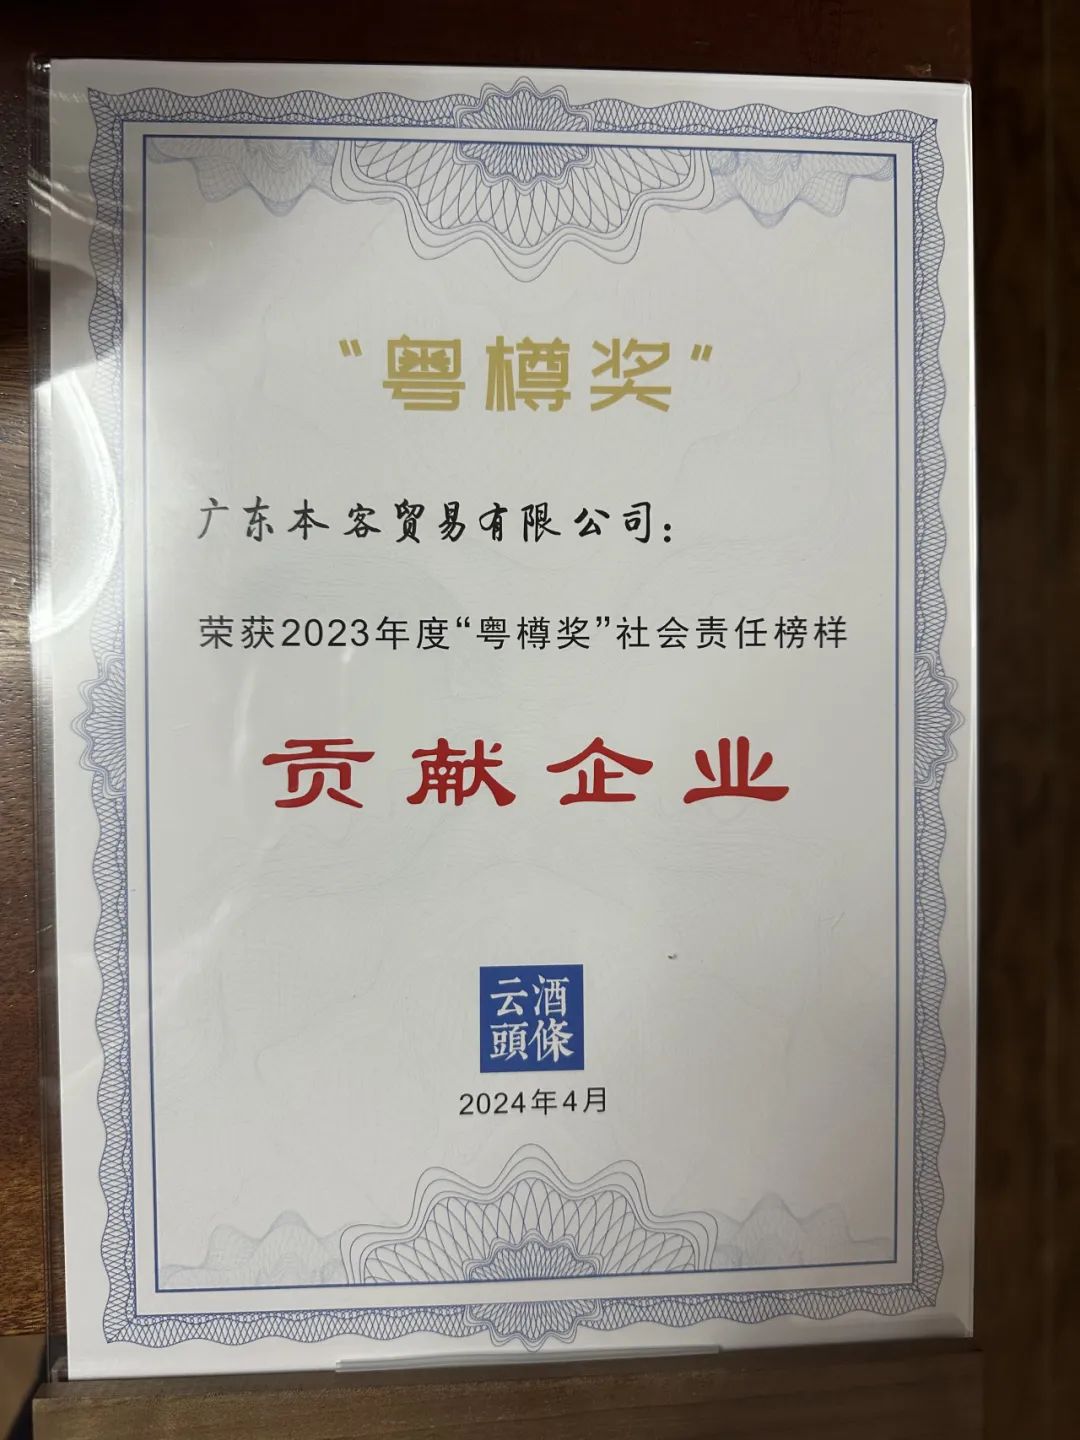 “粤樽奖”
广东本客贸易有限公司：
荣获2023年度“粤樽奖”社会责任榜样
贡献企业
云酒
頭條
2024年4月